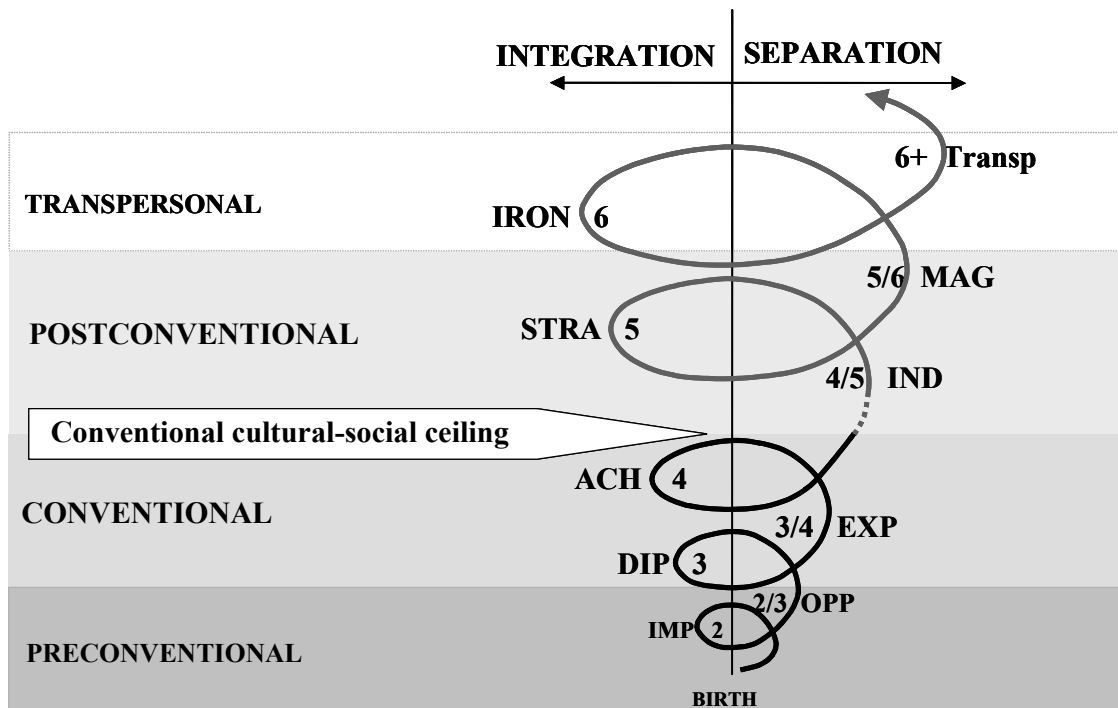 INTEGRATION SEPARATION
6+ Transp
TRANSPERSONAL
IRON 6
5/6 MAG
POSTCONVENTIONAL
STRA 5
4/5 IND
Conventional cultural-social ceiling
ACH 4
CONVENTIONAL
3/4 EXP
DIP 3
2/3 OPP
IMP 2
PRECONVENTIONAL
BIRTH